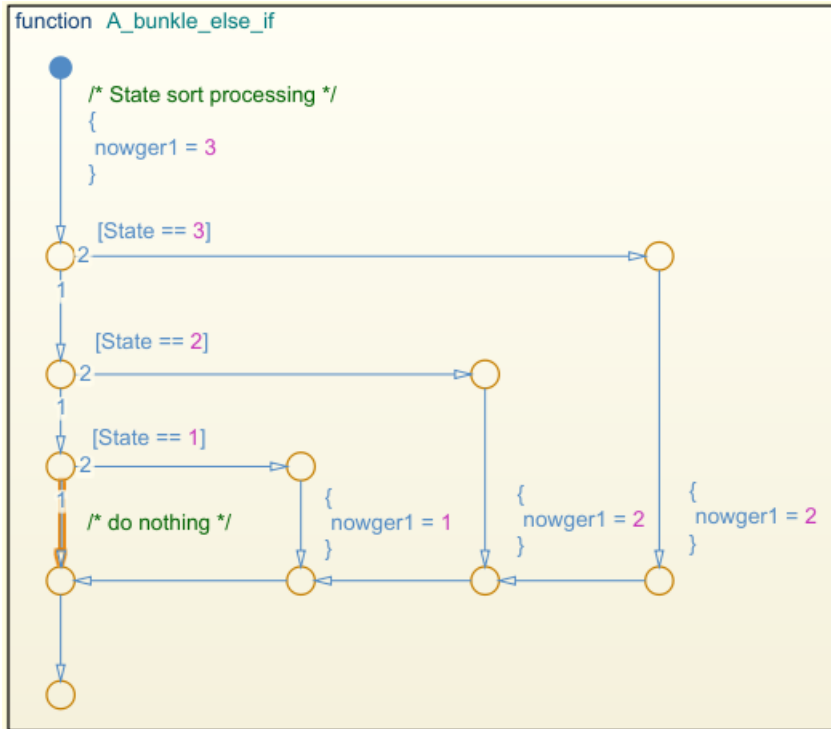 function A_bunkle_else_if
/* State sort processing */
{
nowger1 = 3
}
[State == 3]
2
1
[State == 2]
2
1
[State == 1]
2
1
/* do nothing */
{
nowger1 = 1
}
{
nowger1 = 2
}
{
nowger1 = 2
}